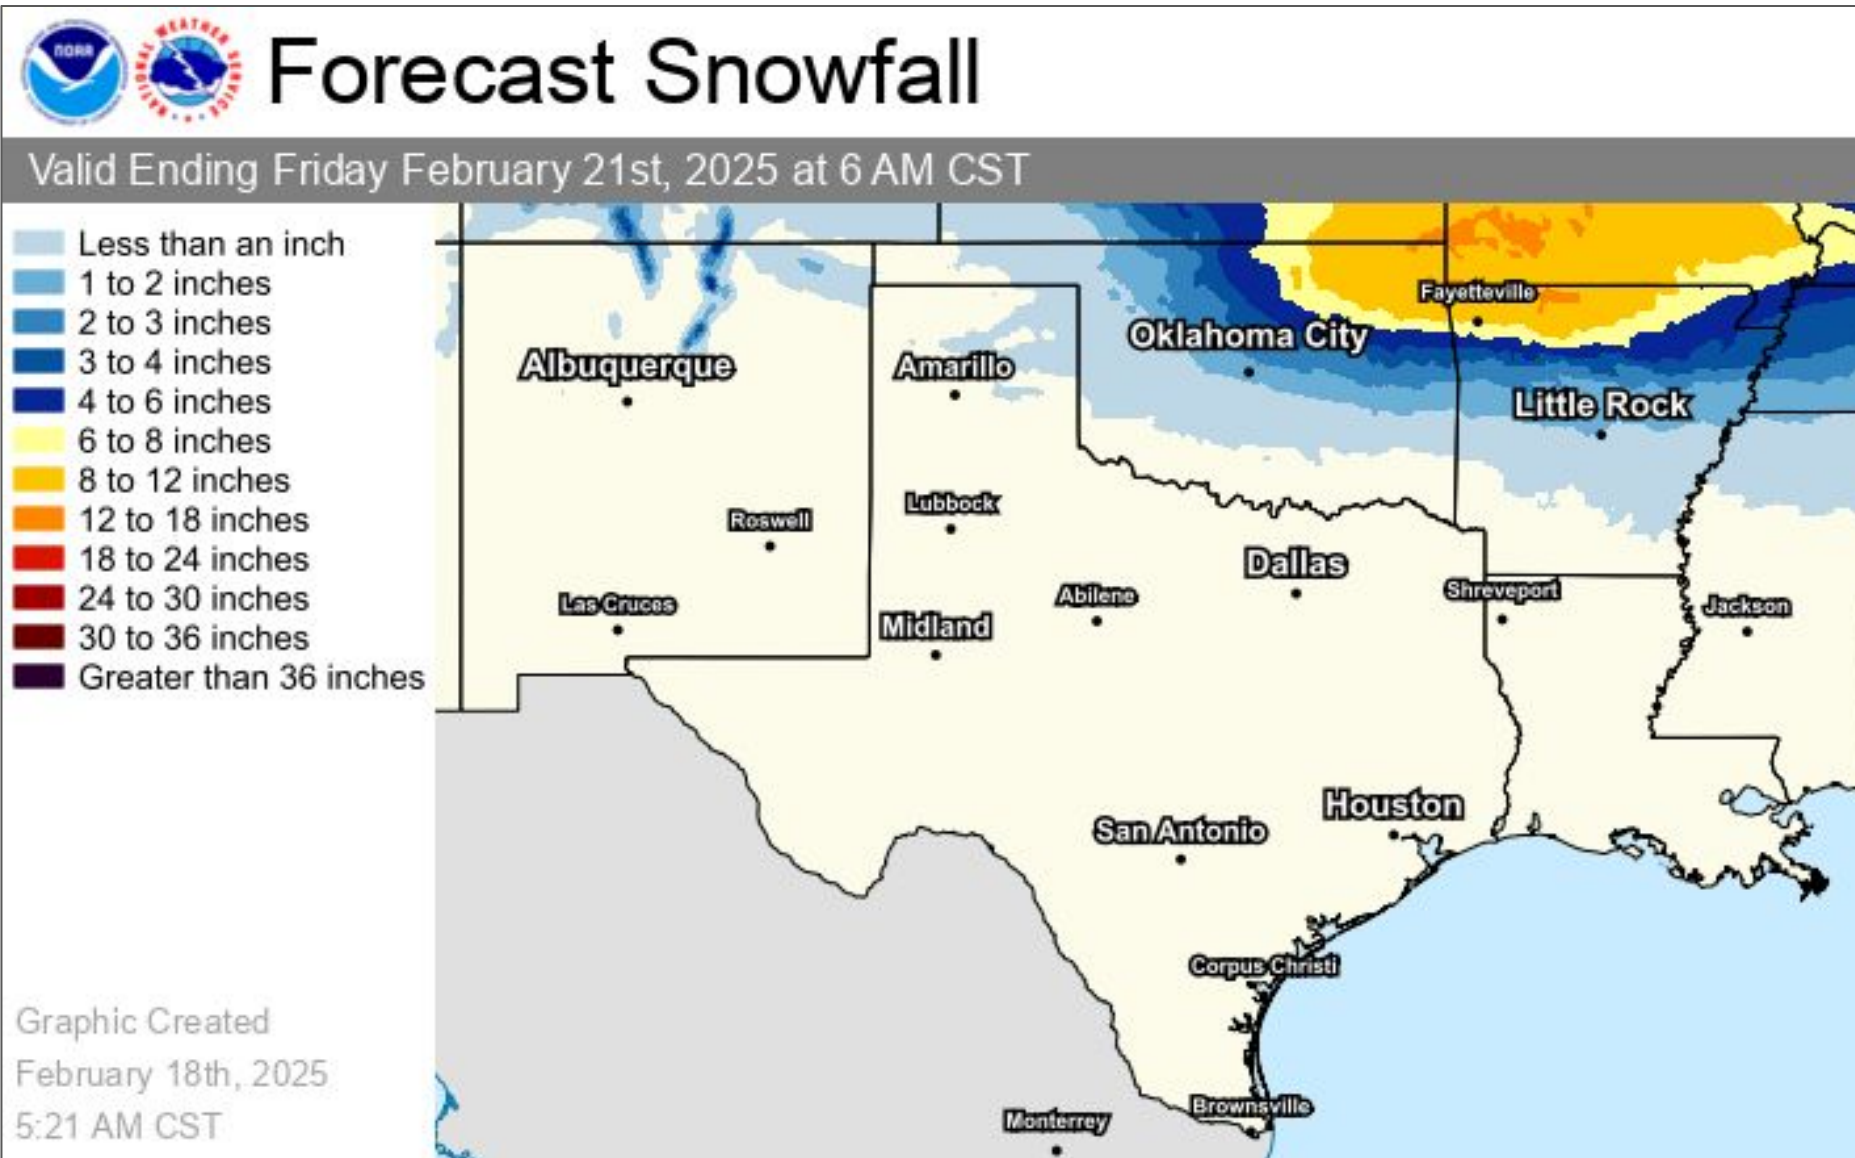 NOAA
NATIONAL WEATHER SERVICE
Forecast Snowfall
Valid Ending Friday February 21st, 2025 at 6 AM CST
Less than an inch
1 to 2 inches
2 to 3 inches
3 to 4 inches
4 to 6 inches
6 to 8 inches
8 to 12 inches
12 to 18 inches
18 to 24 inches
24 to 30 inches
30 to 36 inches
Greater than 36 inches
Graphic Created
February 18th, 2025
5:21 AM CST
Fayetteville
Oklahoma City
Albuquerque
Amarillo
Little Rock
Lubbock
Roswell
Dallas
Shreveport
Abilene
Las Cruces
Jackson
Midland
Houston
San Antonio
Corpus Christi
Brownsville
Monterrey